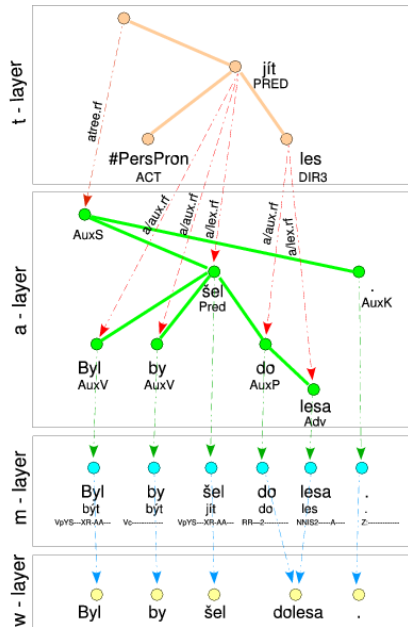 t - layer
jít
PRED
atree.rf
#PersPron
ACT
les
DIR3
a/aux.rf
a/aux.rf
a/lex.rf
a/aux.rf
a/lex.rf
a - layer
AuxS
šel
Pred
.
AuxK
Byl
AuxV
by
AuxV
do
AuxP
lesa
Adv
m - layer
Byl by šel do lesa .
být být jít do les .
VpYS---XR-AA--- Vc------------- VpYS---XR-AA--- RR--2---------- NNIS2-----A---- Z:-------------
w - layer
Byl by šel dolesa .